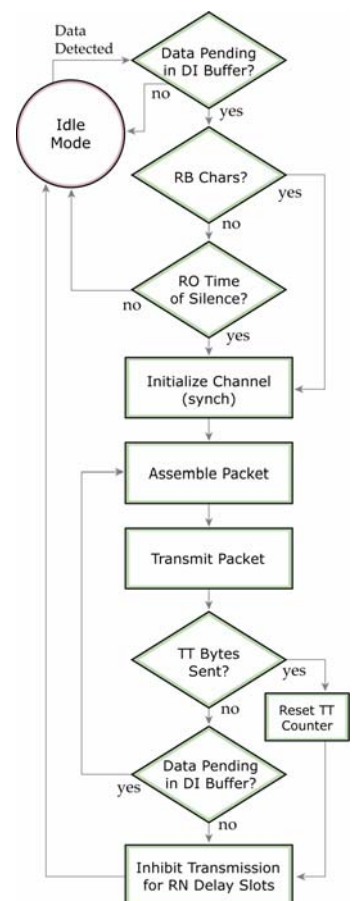 Data
Detected
Data Pending
in DI Buffer?
no
yes
Idle
Mode
RB Chars?
yes
no
RO Time
of Silence?
no
yes
Initialize Channel
(synch)
Assemble Packet
Transmit Packet
TT Bytes
Sent?
yes
no
Reset TT
Counter
Data Pending
in DI Buffer?
yes
no
Inhibit Transmission
for RN Delay Slots